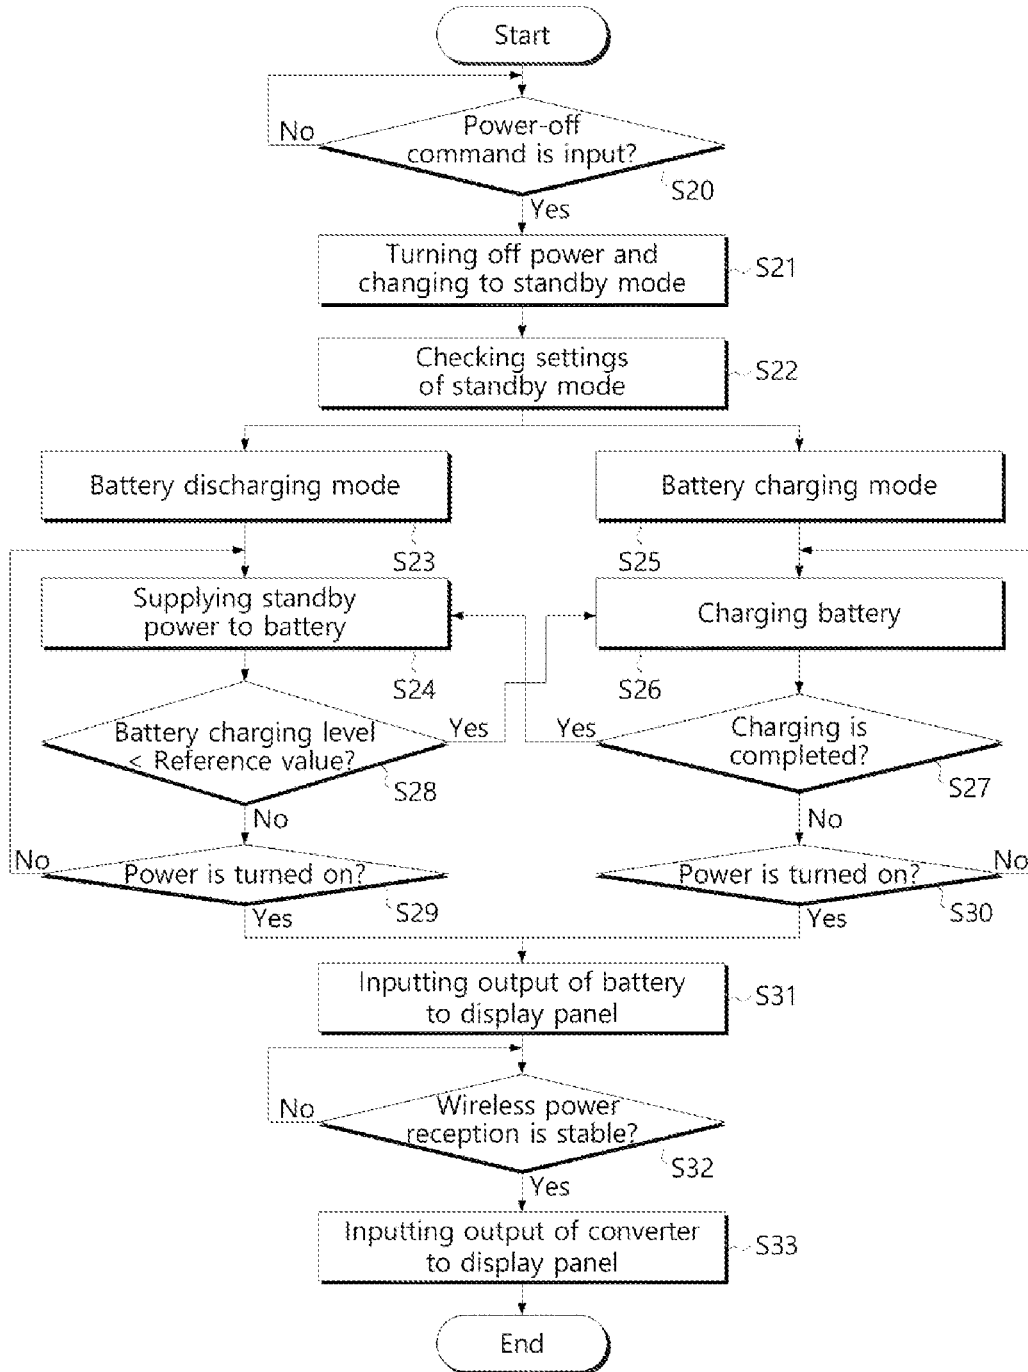 Start
Power-off
command is input?
No
S20
Yes
Turning off power and
changing to standby mode
S21
Checking settings
of standby mode
S22
Battery discharging mode
S23
Battery charging mode
S25
Supplying standby
power to battery
S24
Charging battery
S26
Battery charging level
< Reference value?
Yes
S28
No
Yes
Charging is
completed?
S27
No
No
Power is turned on?
S29
Yes
Power is turned on?
No
S30
Yes
Inputting output of battery
to display panel
S31
Wireless power
reception is stable?
No
S32
Yes
Inputting output of converter
to display panel
S33
End